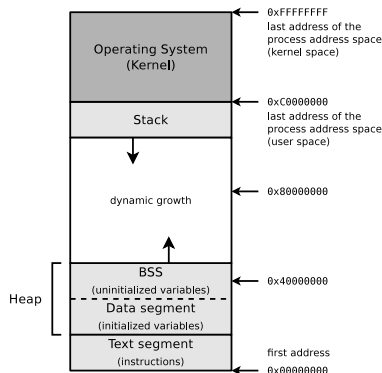 Operating System
(Kernel)
0xFFFFFFFF
last address of the
process address space
(kernel space)
Stack
0xC0000000
last address of the
process address space
(user space)
dynamic growth
0x80000000
Heap
BSS
(uninitialized variables)
0x40000000
Data segment
(initialized variables)
Text segment
(instructions)
first address
0x00000000